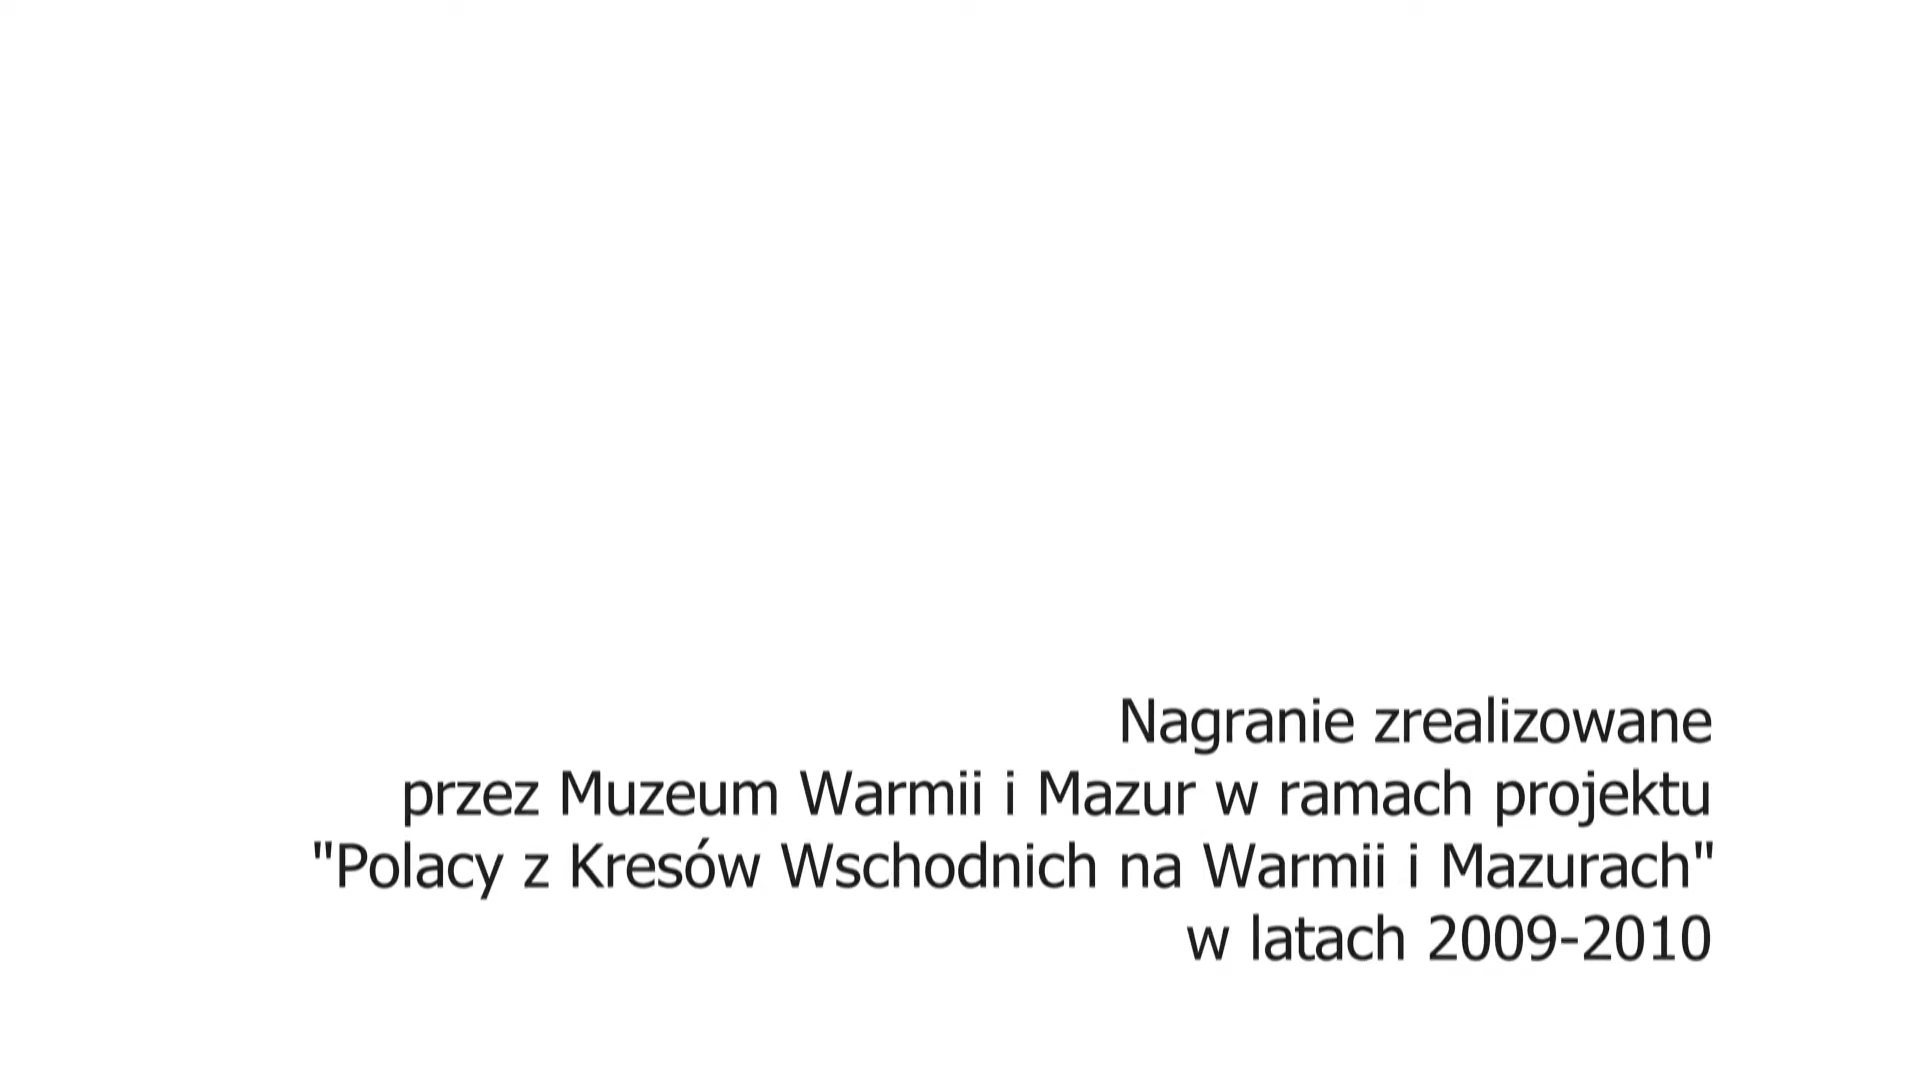 Nagranie zrealizowane
przez Muzeum Warmii i Mazur w ramach projektu
"Polacy z Kresów Wschodnich na Warmii i Mazurach"
w latach 2009-2010